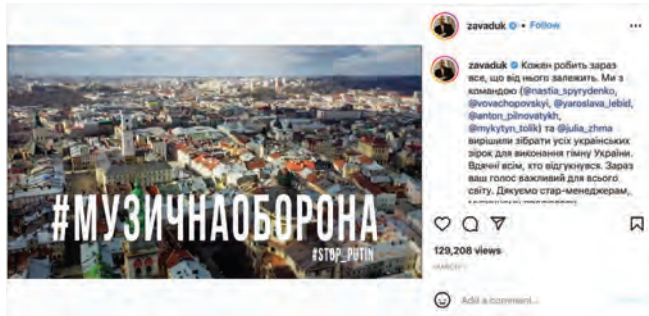 #МУЗИЧНАОБОРОНА
#STOP_PUTIN
zavaduk • Follow
zavaduk Кожен робить зараз
все, що від нього залежить. Ми з
командою (@nastia_spyrydenko,
@vovachopovskyi, @yaroslava_lebid,
@anton_pilnovatykh,
@mykytyn_tolik) та @julia_zhma
вирішили зібрати усіх українських
зірок для виконання гімну України.
Вдячні всім, хто відгукнувся. Зараз
ваш голос важливий для всього
світу. Дякуємо стар-менеджерам,
129,208 views
Add a comment...